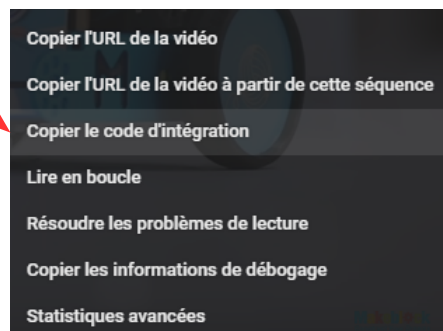 Copier l'URL de la vidéo
Copier l'URL de la vidéo à partir de cette séquence
Copier le code d'intégration
Lire en boucle
Résoudre les problèmes de lecture
Copier les informations de débogage
Statistiques avancées